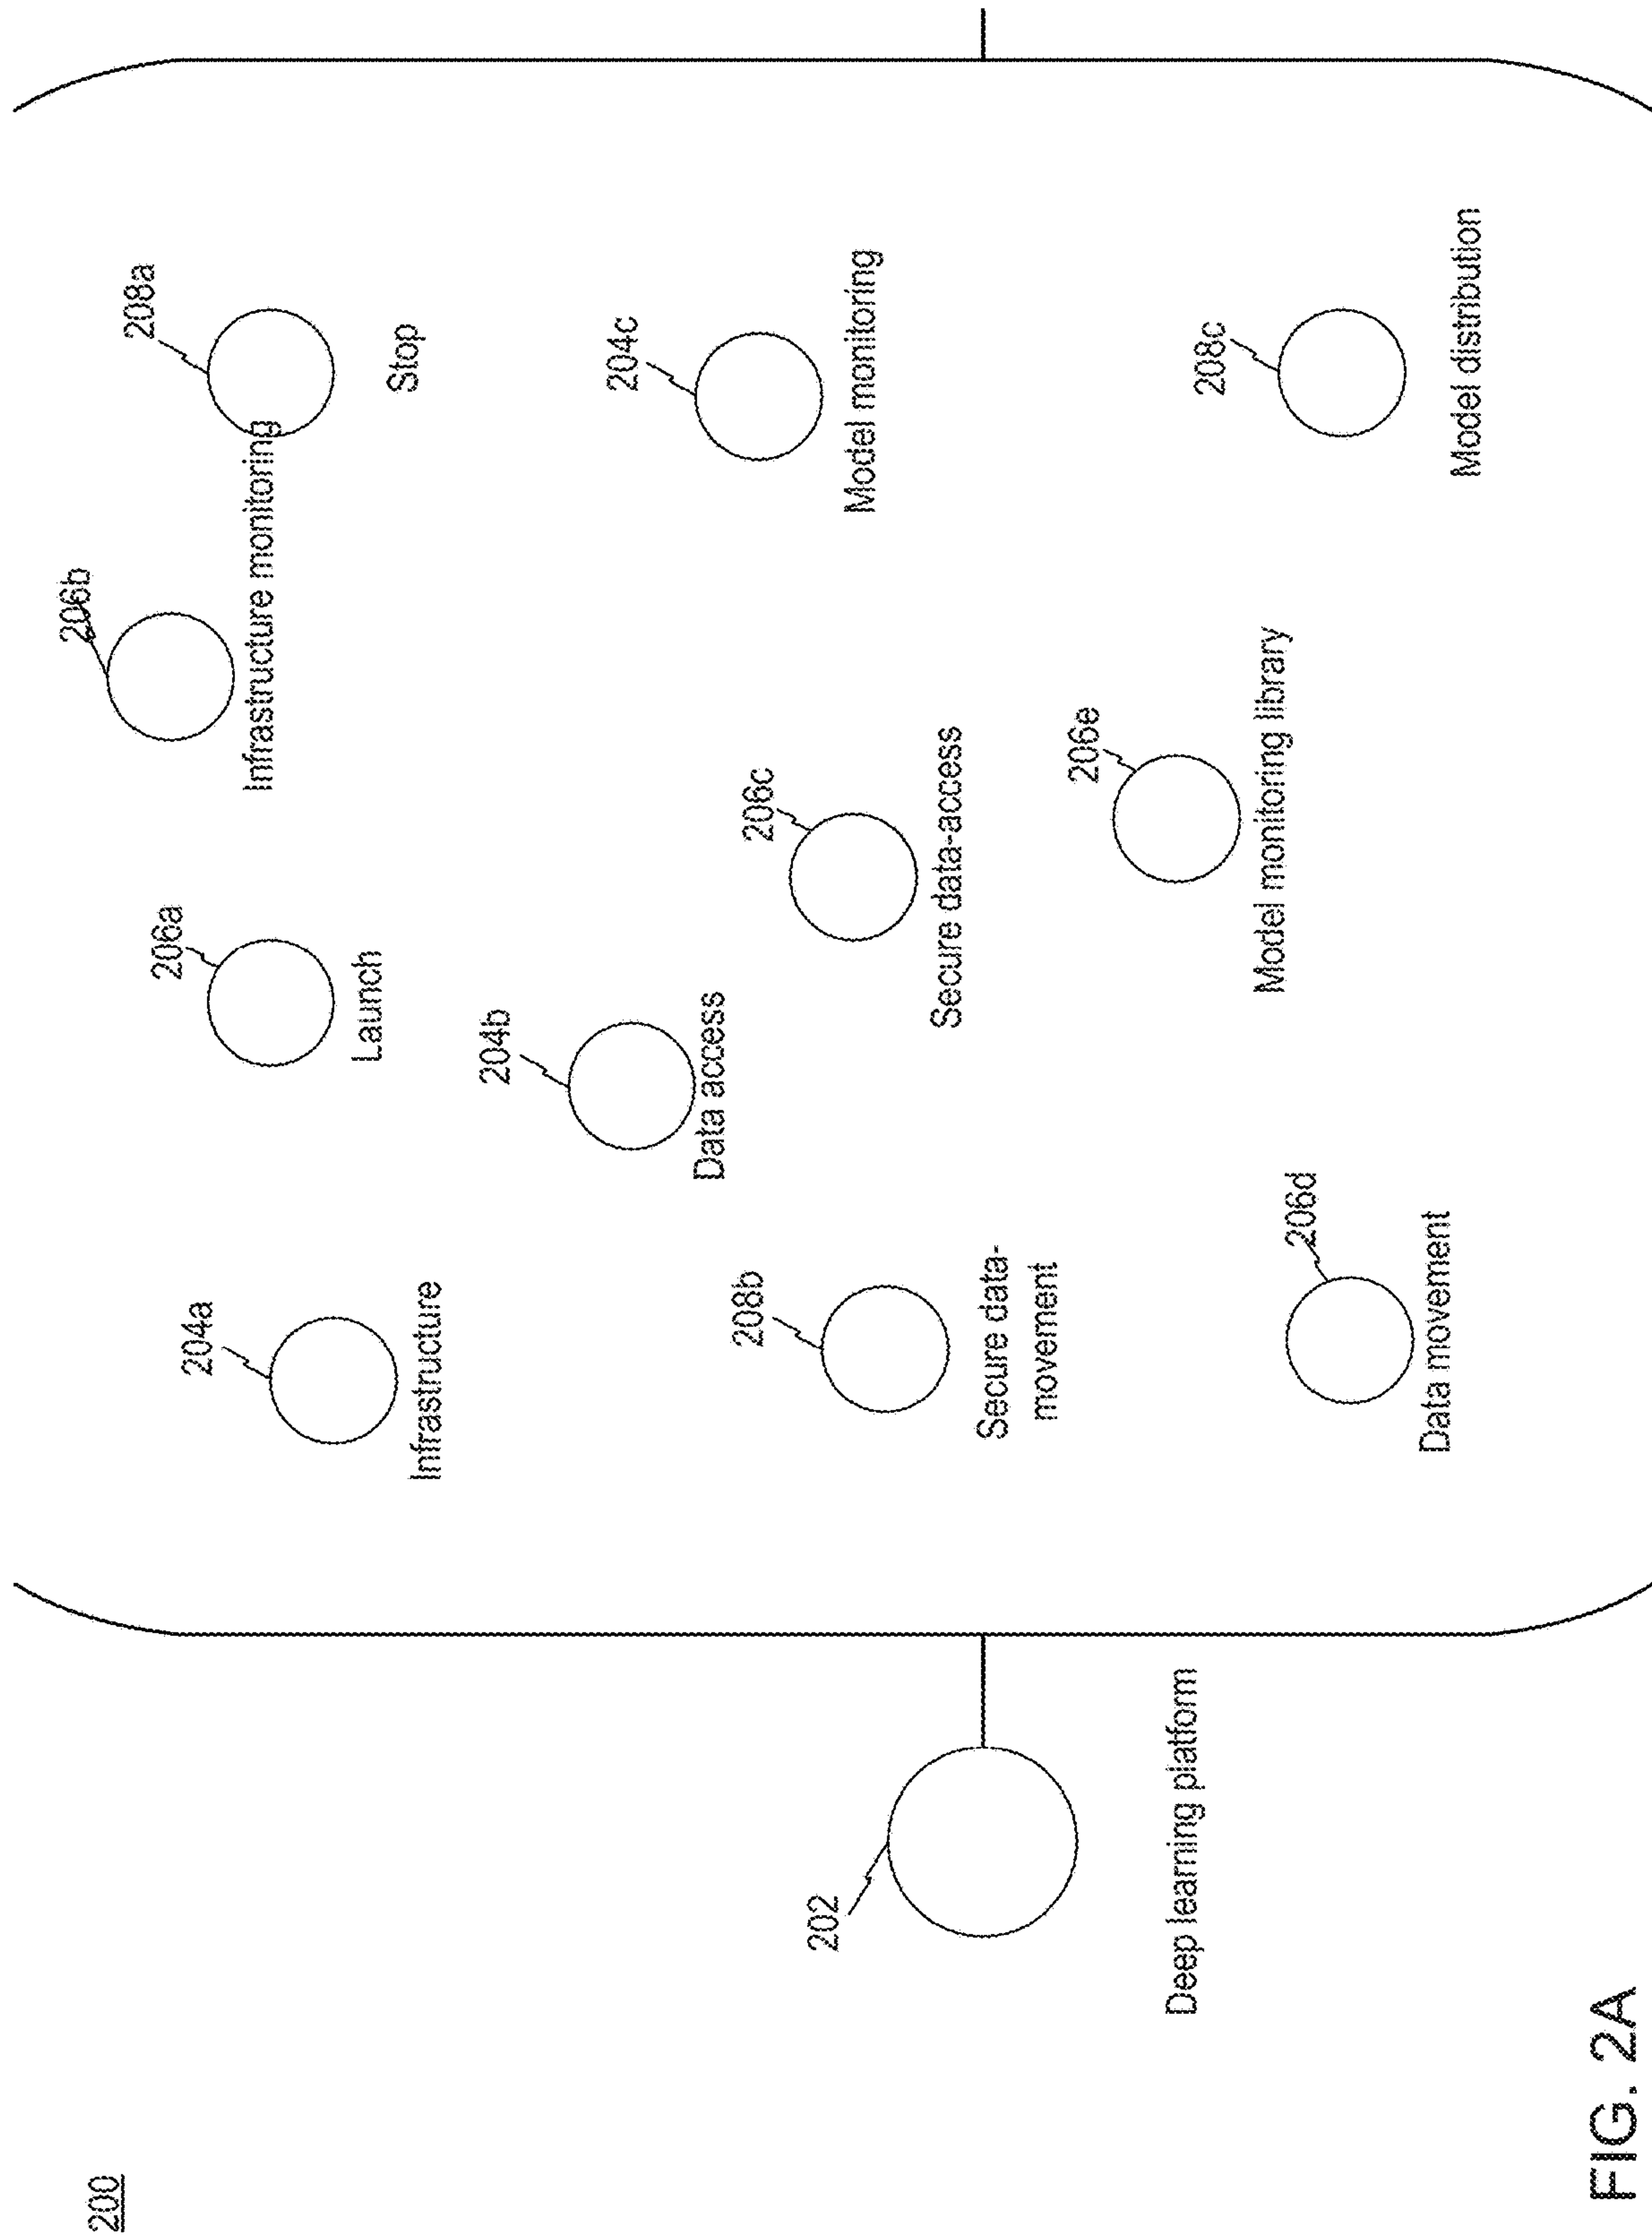 200
202
Deep learning platform
204a
Infrastructure
206a
Launch
206b
Infrastructure monitoring
208a
Stop
204b
Data access
204c
Model monitoring
208b
Secure data-
movement
206c
Secure data-access
206e
Model monitoring library
206d
Data movement
208c
Model distribution
FIG. 2A